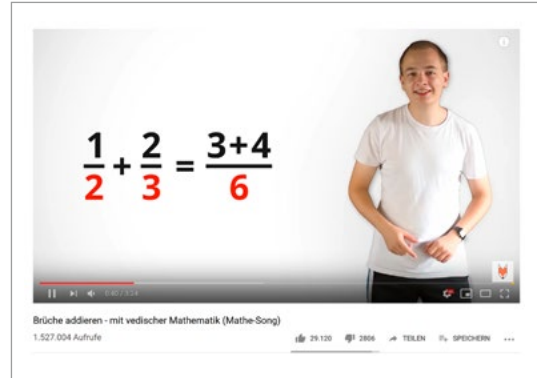 1/2 + 2/3 = 3+4/6
0:40 / 3:24
Brüche addieren - mit vedischer Mathematik (Mathe-Song)
1.527.004 Aufrufe 29.120 2806 TEILEN SPEICHERN